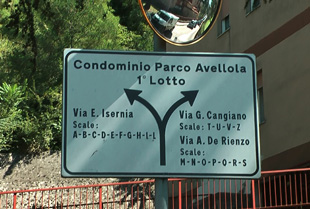 Condominio Parco Avellola
1° Lotto
Via E. Isernia
Scale:
A-B-C-D-E-F-G-H-I-L
Via G. Cangiano
Scale: T-U-V-Z
Via A. De Rienzo
Scale:
M-N-O-P-Q-R-S